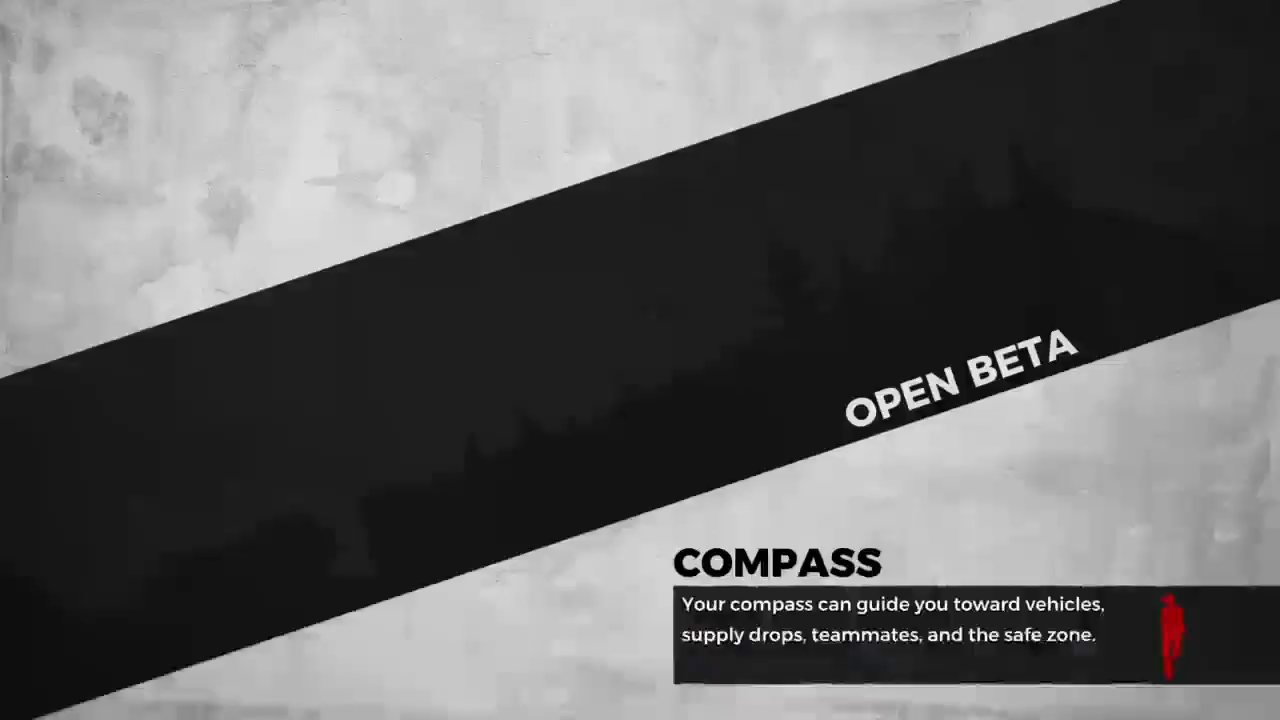 OPEN BETA
COMPASS
Your compass can guide you toward vehicles,
supply drops, teammates, and the safe zone.